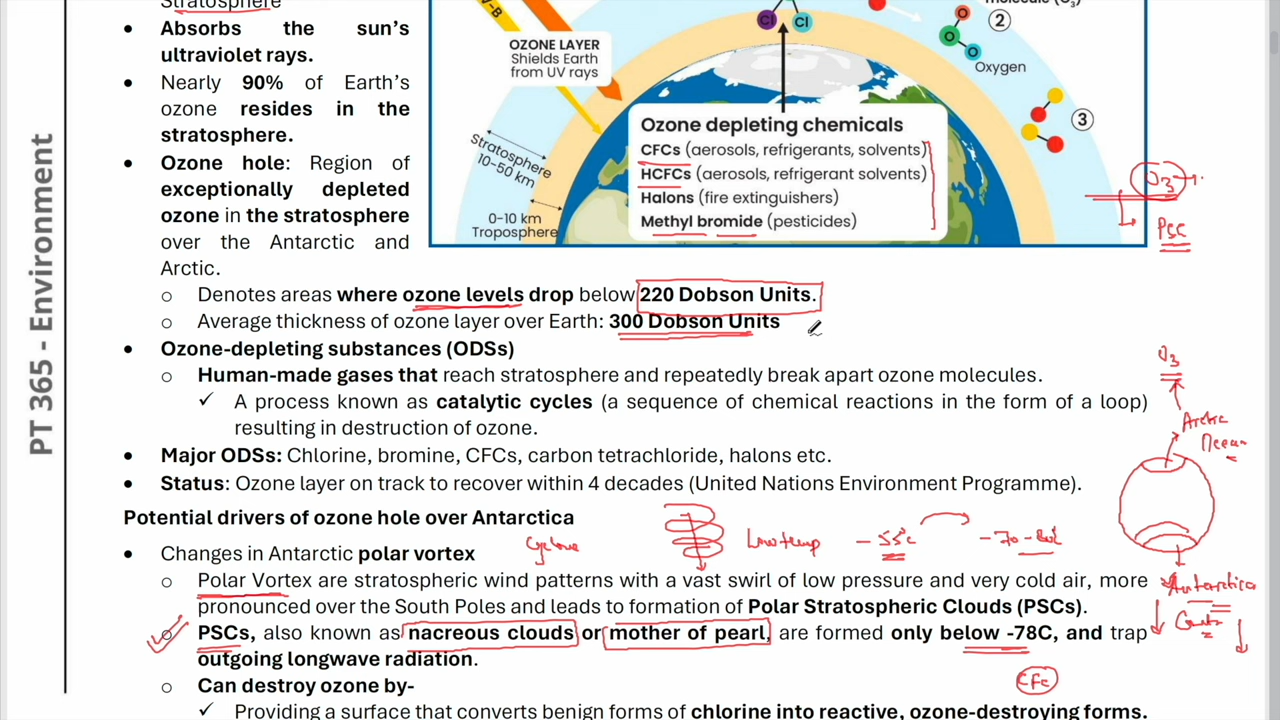 Stratosphere
• Absorbs the sun's
ultraviolet rays.
• Nearly 90% of Earth's
ozone resides in the
stratosphere.
• Ozone hole: Region of
exceptionally depleted
ozone in the stratosphere
over the Antarctic and
Arctic.
V-B
OZONE LAYER
Shields Earth
from UV rays
Cl Cl
molecule (O₃)
O 2
O
O
Oxygen
3
Stratosphere
10-50 km
0-10 km
Troposphere
Ozone depleting chemicals
CFCs (aerosols, refrigerants, solvents)
HCFCs (aerosols, refrigerant solvents)
Halons (fire extinguishers)
Methyl bromide (pesticides)
O3
PSC
o Denotes areas where ozone levels drop below 220 Dobson Units.
o Average thickness of ozone layer over Earth: 300 Dobson Units
• Ozone-depleting substances (ODSs)
o Human-made gases that reach stratosphere and repeatedly break apart ozone molecules.
✓ A process known as catalytic cycles (a sequence of chemical reactions in the form of a loop)
resulting in destruction of ozone.
• Major ODSs: Chlorine, bromine, CFCs, carbon tetrachloride, halons etc.
• Status: Ozone layer on track to recover within 4 decades (United Nations Environment Programme).
O3
Arctic
Ocean
Potential drivers of ozone hole over Antarctica
• Changes in Antarctic polar vortex
Cyclone
Low temp -55°c
o Polar Vortex are stratospheric wind patterns with a vast swirl of low pressure and very cold air, more
pronounced over the South Poles and leads to formation of Polar Stratospheric Clouds (PSCs).
Antarctica
o PSCs, also known as nacreous clouds or mother of pearl, are formed only below -78C, and trap
outgoing longwave radiation.
CFC
o Can destroy ozone by-
✓ Providing a surface that converts benign forms of chlorine into reactive, ozone-destroying forms.
PT 365 - Environment